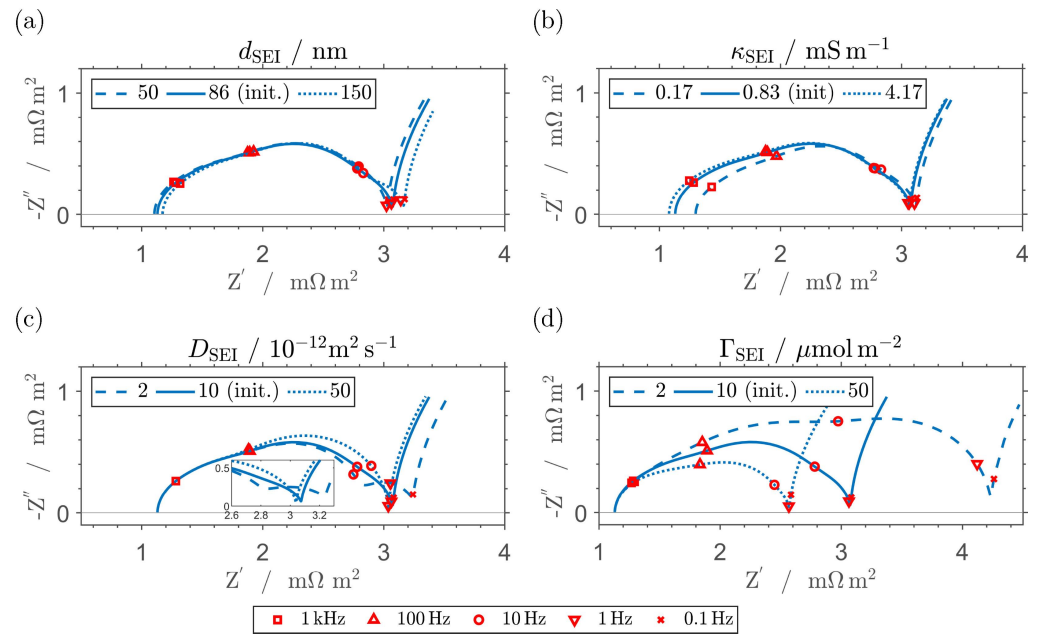 (a)
d_SEI / nm
50 86 (init.) 150
-Z″ / mΩ m²
1
0
1 2 3 4
Z′ / mΩ m²
(b)
κ_SEI / mS m⁻¹
0.17 0.83 (init) 4.17
-Z″ / mΩ m²
1
0
1 2 3 4
Z′ / mΩ m²
(c)
D_SEI / 10⁻¹²m² s⁻¹
2 10 (init.) 50
-Z″ / mΩ m²
1
0
0.5
0
2.6 2.8 3 3.2
1 2 3 4
Z′ / mΩ m²
(d)
Γ_SEI / μmol m⁻²
2 10 (init.) 50
-Z″ / mΩ m²
1
0
1 2 3 4
Z′ / mΩ m²
1 kHz 100 Hz 10 Hz 1 Hz 0.1 Hz